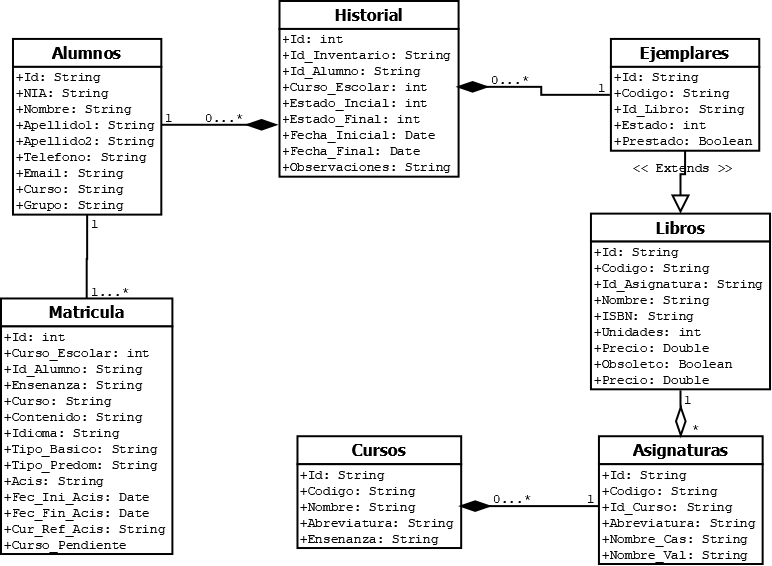 Historial
+Id: int
+Id_Inventario: String
+Id_Alumno: String
+Curso_Escolar: int
+Estado_Incial: int
+Estado_Final: int
+Fecha_Inicial: Date
+Fecha_Final: Date
+Observaciones: String
Alumnos
+Id: String
+NIA: String
+Nombre: String
+Apellido1: String
+Apellido2: String
+Telefono: String
+Email: String
+Curso: String
+Grupo: String
1
0...*
Ejemplares
+Id: String
+Codigo: String
+Id_Libro: String
+Estado: int
+Prestado: Boolean
0...*
1
<< Extends >>
Libros
+Id: String
+Codigo: String
+Id_Asignatura: String
+Nombre: String
+ISBN: String
+Unidades: int
+Precio: Double
+Obsoleto: Boolean
+Precio: Double
1
*
1
1...*
Matricula
+Id: int
+Curso_Escolar: int
+Id_Alumno: String
+Ensenanza: String
+Curso: String
+Contenido: String
+Idioma: String
+Tipo_Basico: String
+Tipo_Predom: String
+Acis: String
+Fec_Ini_Acis: Date
+Fec_Fin_Acis: Date
+Cur_Ref_Acis: String
+Curso_Pendiente
Cursos
+Id: String
+Codigo: String
+Nombre: String
+Abreviatura: String
+Ensenanza: String
0...*
1
Asignaturas
+Id: String
+Codigo: String
+Id_Curso: String
+Abreviatura: String
+Nombre_Cas: String
+Nombre_Val: String